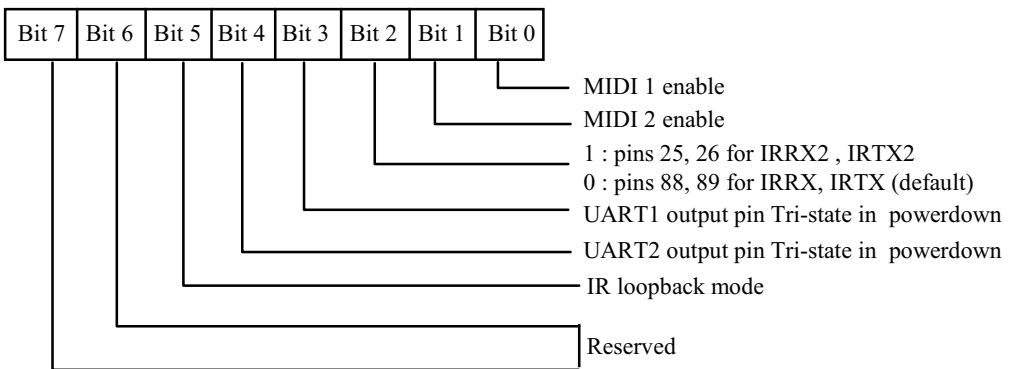 Bit 7 Bit 6 Bit 5 Bit 4 Bit 3 Bit 2 Bit 1 Bit 0
MIDI 1 enable
MIDI 2 enable
1 : pins 25, 26 for IRRX2 , IRTX2
0 : pins 88, 89 for IRRX, IRTX (default)
UART1 output pin Tri-state in powerdown
UART2 output pin Tri-state in powerdown
IR loopback mode
Reserved